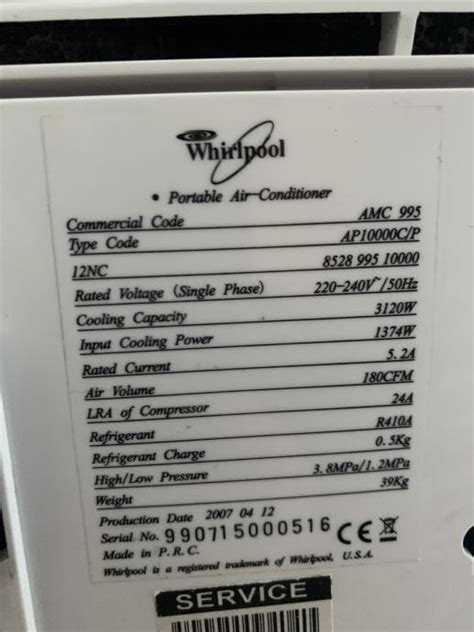 Whirlpool
• Portable Air-Conditioner
Commercial Code AMC 995
Type Code AP10000C/P
12NC 8528 995 10000
Rated Voltage (Single Phase) 220-240V~/50Hz
Cooling Capacity 3120W
Input Cooling Power 1374W
Rated Current 5.2A
Air Volume 180CFM
LRA of Compressor 24A
Refrigerant R410A
Refrigerant Charge 0.5Kg
High/Low Pressure 3.8MPa/1.2MPa
Weight 39Kg
Production Date 2007 04 12
Serial No. 990715000516 CE
Made in P.R.C.
Whirlpool is a registered trademark of Whirlpool, U.S.A.
SERVICE